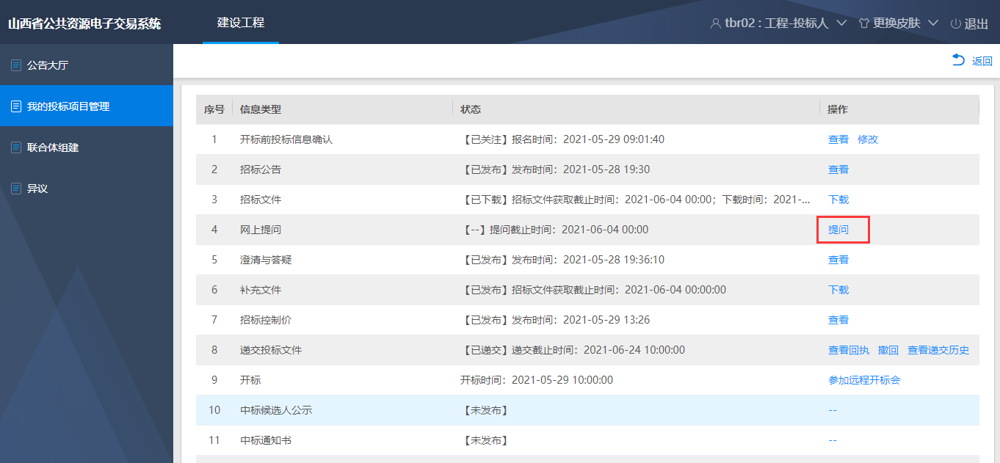 山西省公共资源电子交易系统 建设工程 tbr02 : 工程-投标人 更换皮肤 退出
公告大厅
我的投标项目管理
联合体组建
异议
返回
序号 信息类型 状态 操作
1 开标前投标信息确认 【已关注】报名时间：2021-05-29 09:01:40 查看 修改
2 招标公告 【已发布】发布时间：2021-05-28 19:30 查看
3 招标文件 【已下载】招标文件获取截止时间：2021-06-04 00:00；下载时间：2021-... 下载
4 网上提问 【--】提问截止时间：2021-06-04 00:00 提问
5 澄清与答疑 【已发布】发布时间：2021-05-28 19:36:10 查看
6 补充文件 【已发布】招标文件获取截止时间：2021-06-04 00:00:00 下载
7 招标控制价 【已发布】发布时间：2021-05-29 13:26 查看
8 递交投标文件 【已递交】递交截止时间：2021-06-24 10:00:00 查看回执 撤回 查看递交历史
9 开标 开标时间：2021-05-29 10:00:00 参加远程开标会
10 中标候选人公示 【未发布】 --
11 中标通知书 【未发布】 --